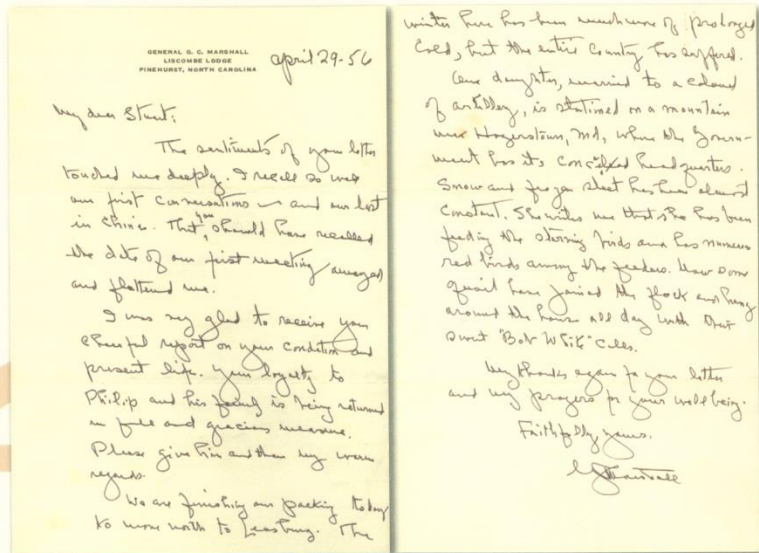 GENERAL G. C. MARSHALL
LISCOMBE LODGE
PINEHURST, NORTH CAROLINA
April 29-56
My dear Stuart;
The sentiments of your letter
touched me deeply. I recall so well
our first conversations and our last
in China. That you should have recalled
the date of our first meeting amazed
and flattered me.
I was very glad to receive your
cheerful report on your condition and
present life. Your loyalty to
Philip and his family is being returned
in full and gracious measure.
Please give him and them my warm
regards.
We are finishing our packing today
to move north to Leesburg. The
winter here has been much more of prolonged
cold, but the entire country has suffered.
One daughter, married to a colonel
of artillery, is stationed on a mountain
near Hagerstown, Md, where the Govern-
ment has its headquarters.
Snow and frozen sleet has been almost
constant. She writes me that she has been
feeding the starving birds and has numerous
red birds among the feeders. Now some
quail have joined the flock and hang
around the house all day with their
sweet "Bob White" calls.
My thanks again for your letter
and my prayers for your well being.
Faithfully yours.
G. C. Marshall